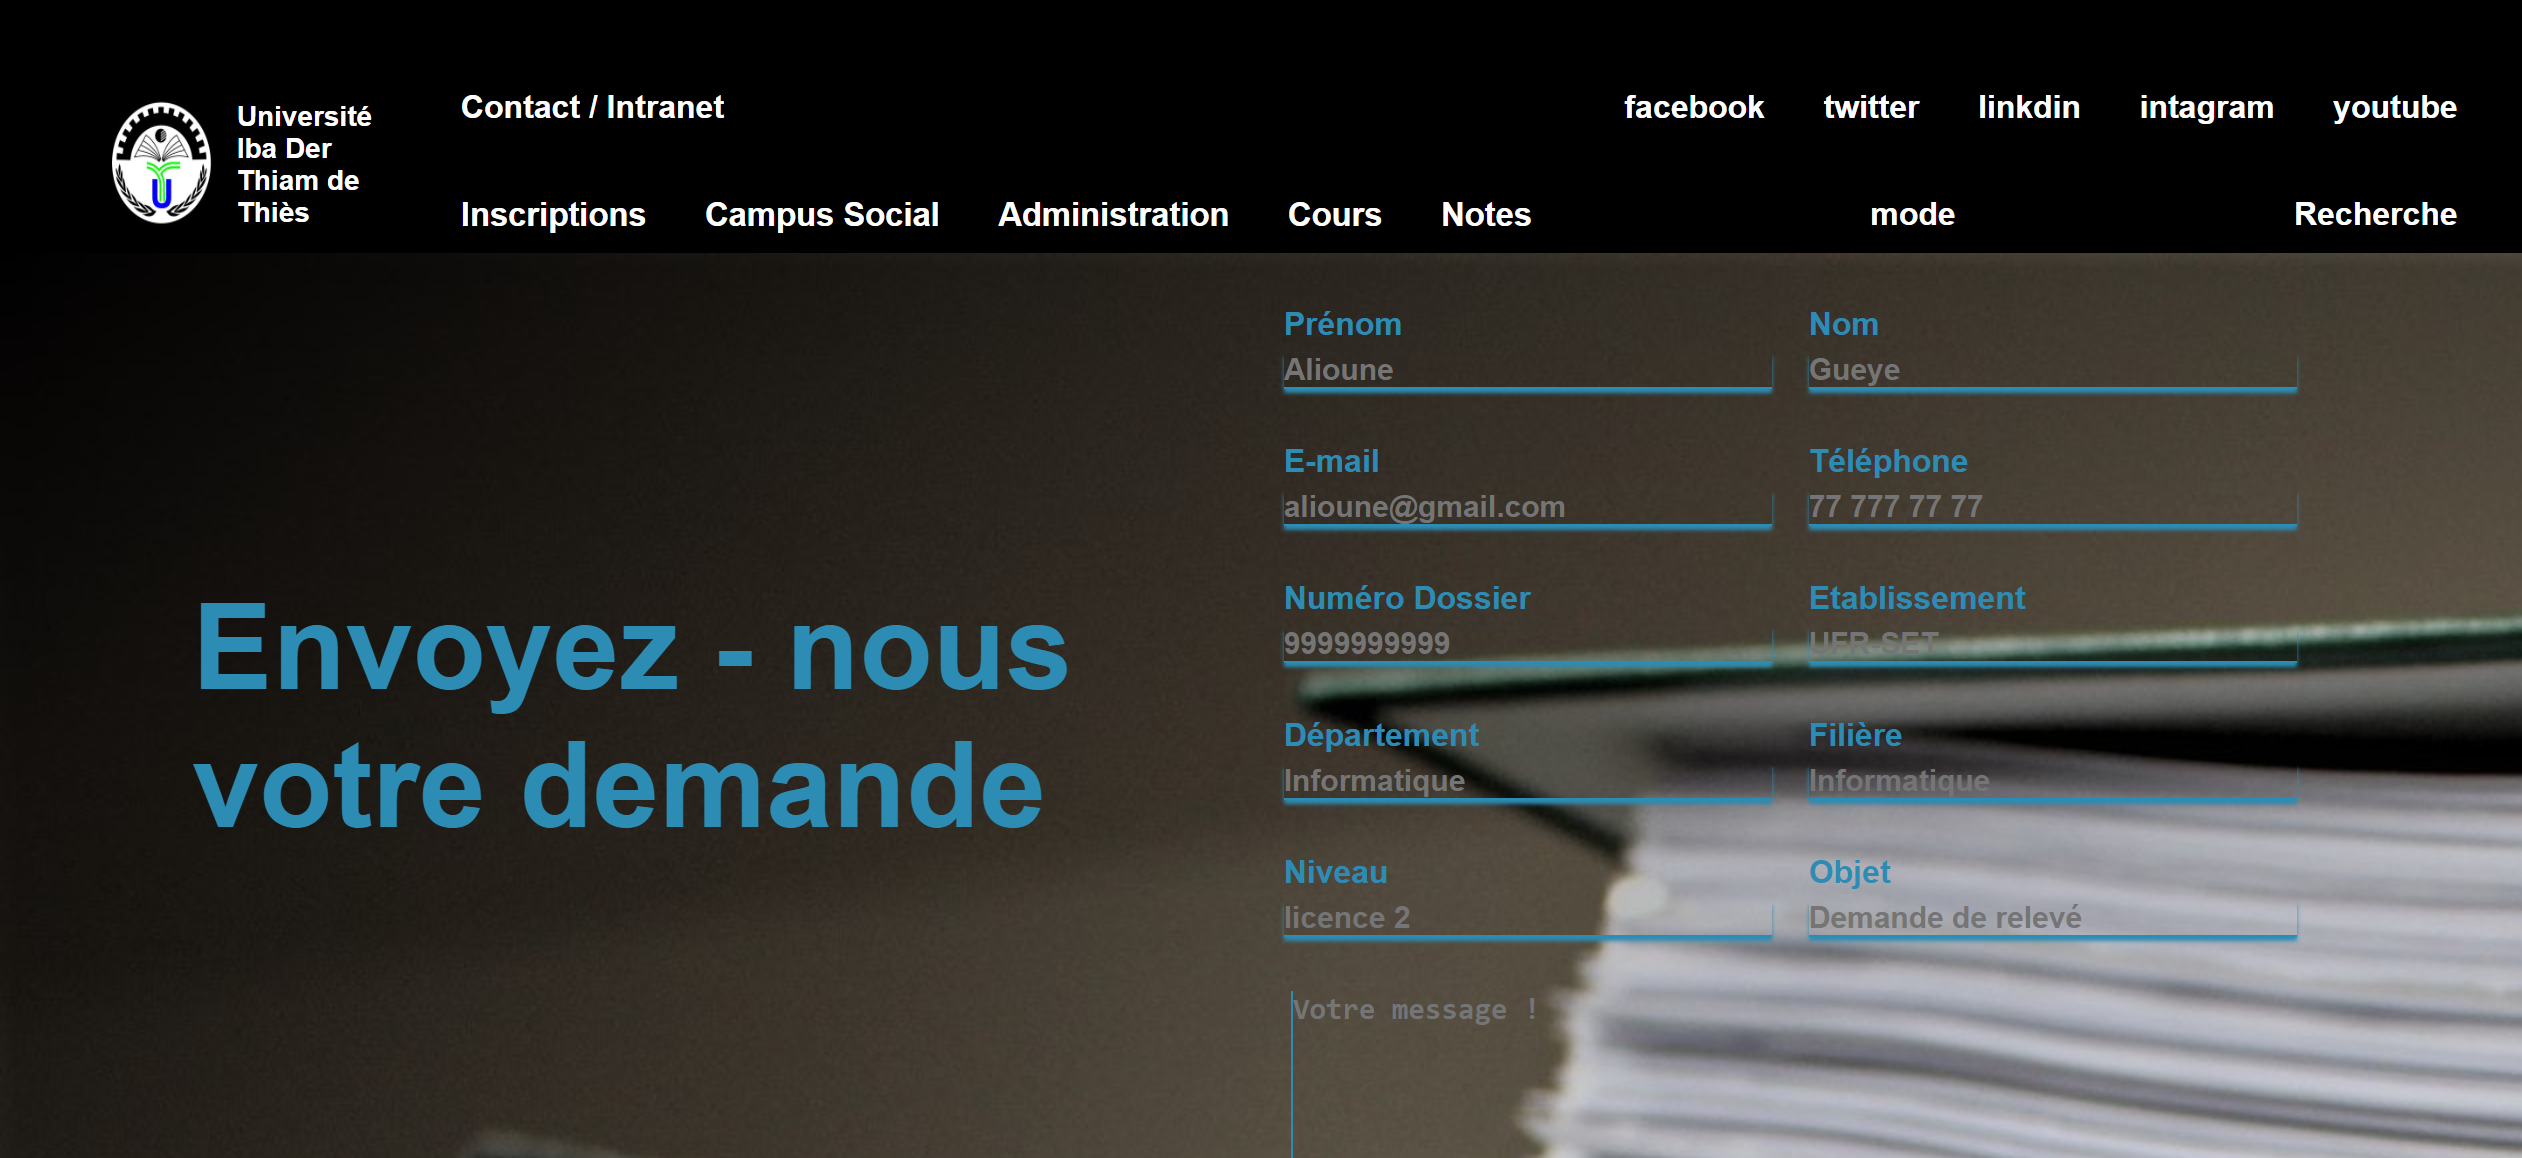 Université
Iba Der
Thiam de
Thiès
Contact / Intranet
facebook twitter linkdin intagram youtube
Inscriptions Campus Social Administration Cours Notes mode Recherche
Envoyez - nous
votre demande
Prénom Nom
Alioune Gueye
E-mail Téléphone
alioune@gmail.com 77 777 77 77
Numéro Dossier Etablissement
9999999999 UFR-SET
Département Filière
Informatique Informatique
Niveau Objet
licence 2 Demande de relevé
Votre message !